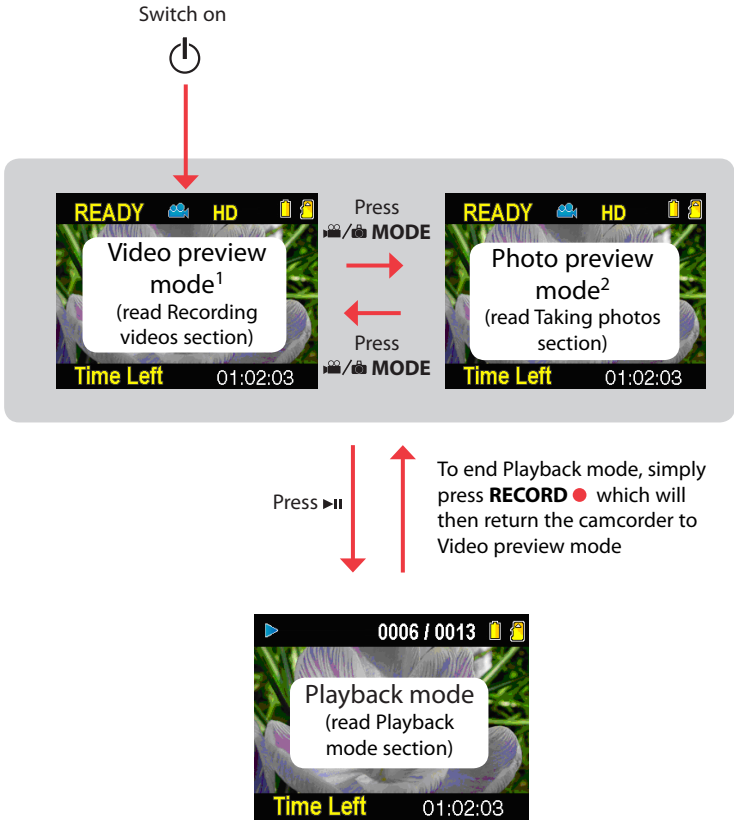 Switch on
READY HD
Video preview
mode1
(read Recording
videos section)
Time Left 01:02:03
Press
/ MODE
Press
/ MODE
READY HD
Photo preview
mode2
(read Taking photos
section)
Time Left 01:02:03
Press
To end Playback mode, simply
press RECORD which will
then return the camcorder to
Video preview mode
0006 / 0013
Playback mode
(read Playback
mode section)
Time Left 01:02:03